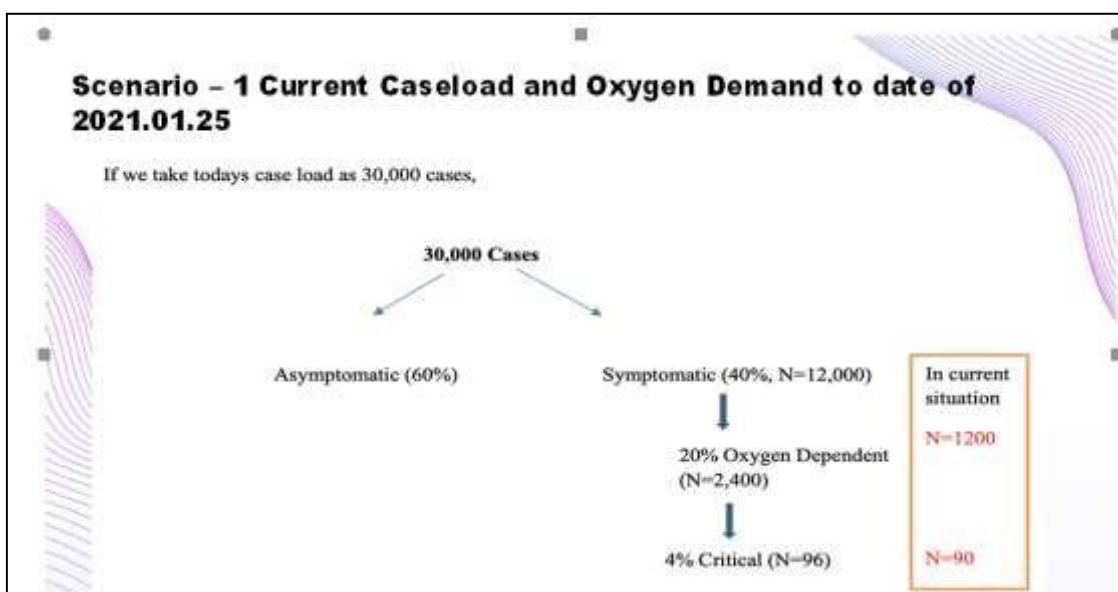 Scenario – 1 Current Caseload and Oxygen Demand to date of
2021.01.25
If we take todays case load as 30,000 cases,
30,000 Cases
Asymptomatic (60%)
Symptomatic (40%, N=12,000)
In current
situation
N=1200
20% Oxygen Dependent
(N=2,400)
4% Critical (N=96)
N=90